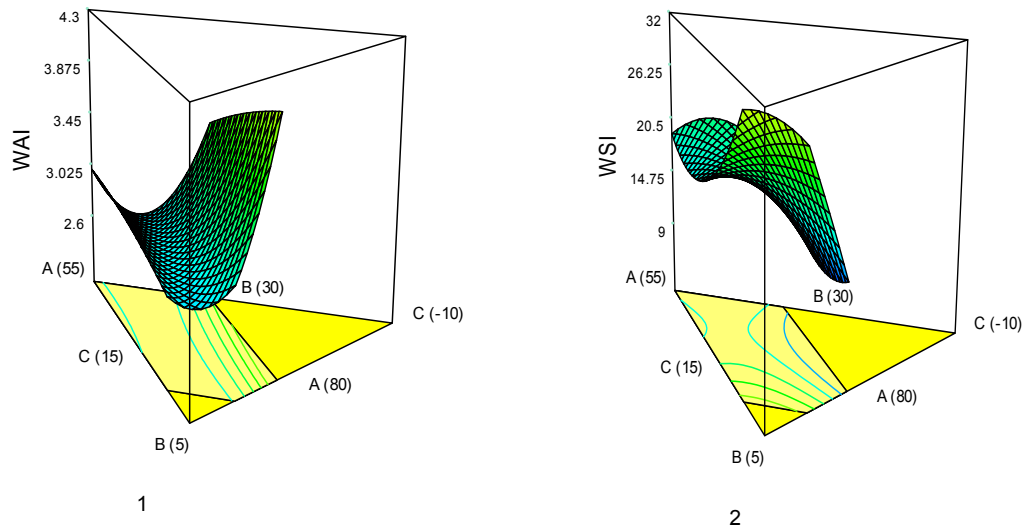 4.3
3.875
3.45
3.025
2.6
WAI
A (55)
B (30)
C (-10)
C (15)
A (80)
B (5)
1
32
26.25
20.5
14.75
9
WSI
A (55)
B (30)
C (-10)
C (15)
A (80)
B (5)
2